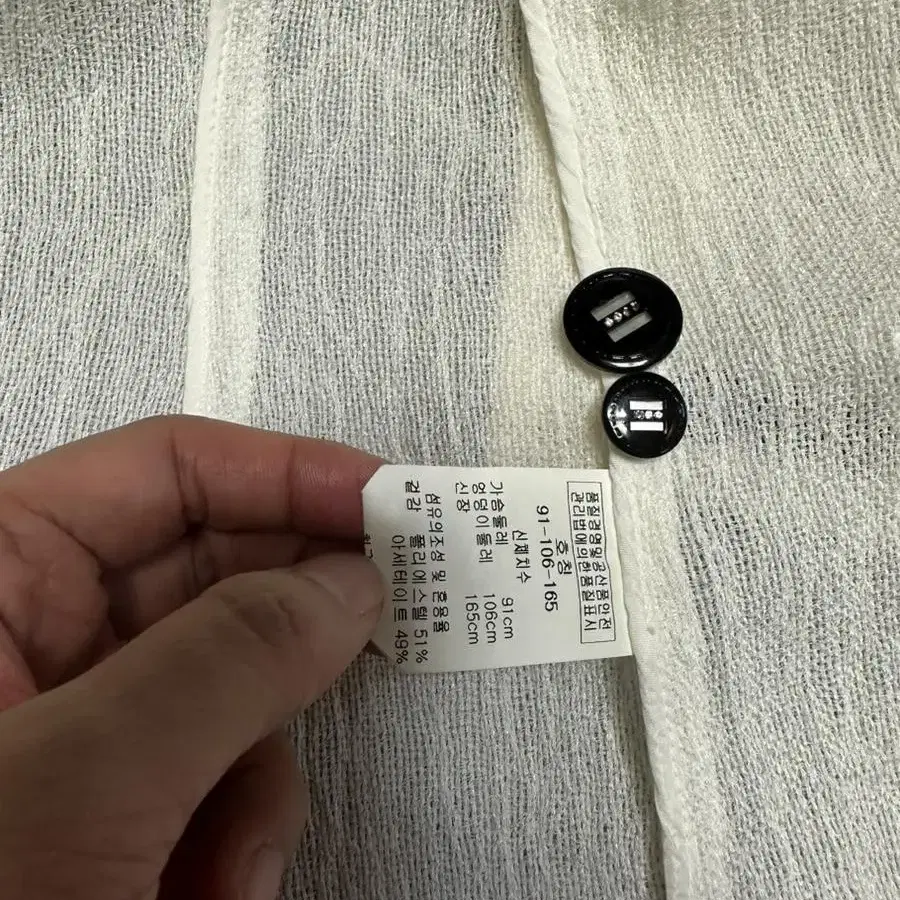 품질경영및공산품안전
관리법에의한품질표시
호칭
91-106-165
신체치수
가슴둘레 91cm
엉덩이둘레 106cm
신장 165cm
섬유의조성 및 혼용율
겉감 폴리에스텔 51%
아세테이트 49%